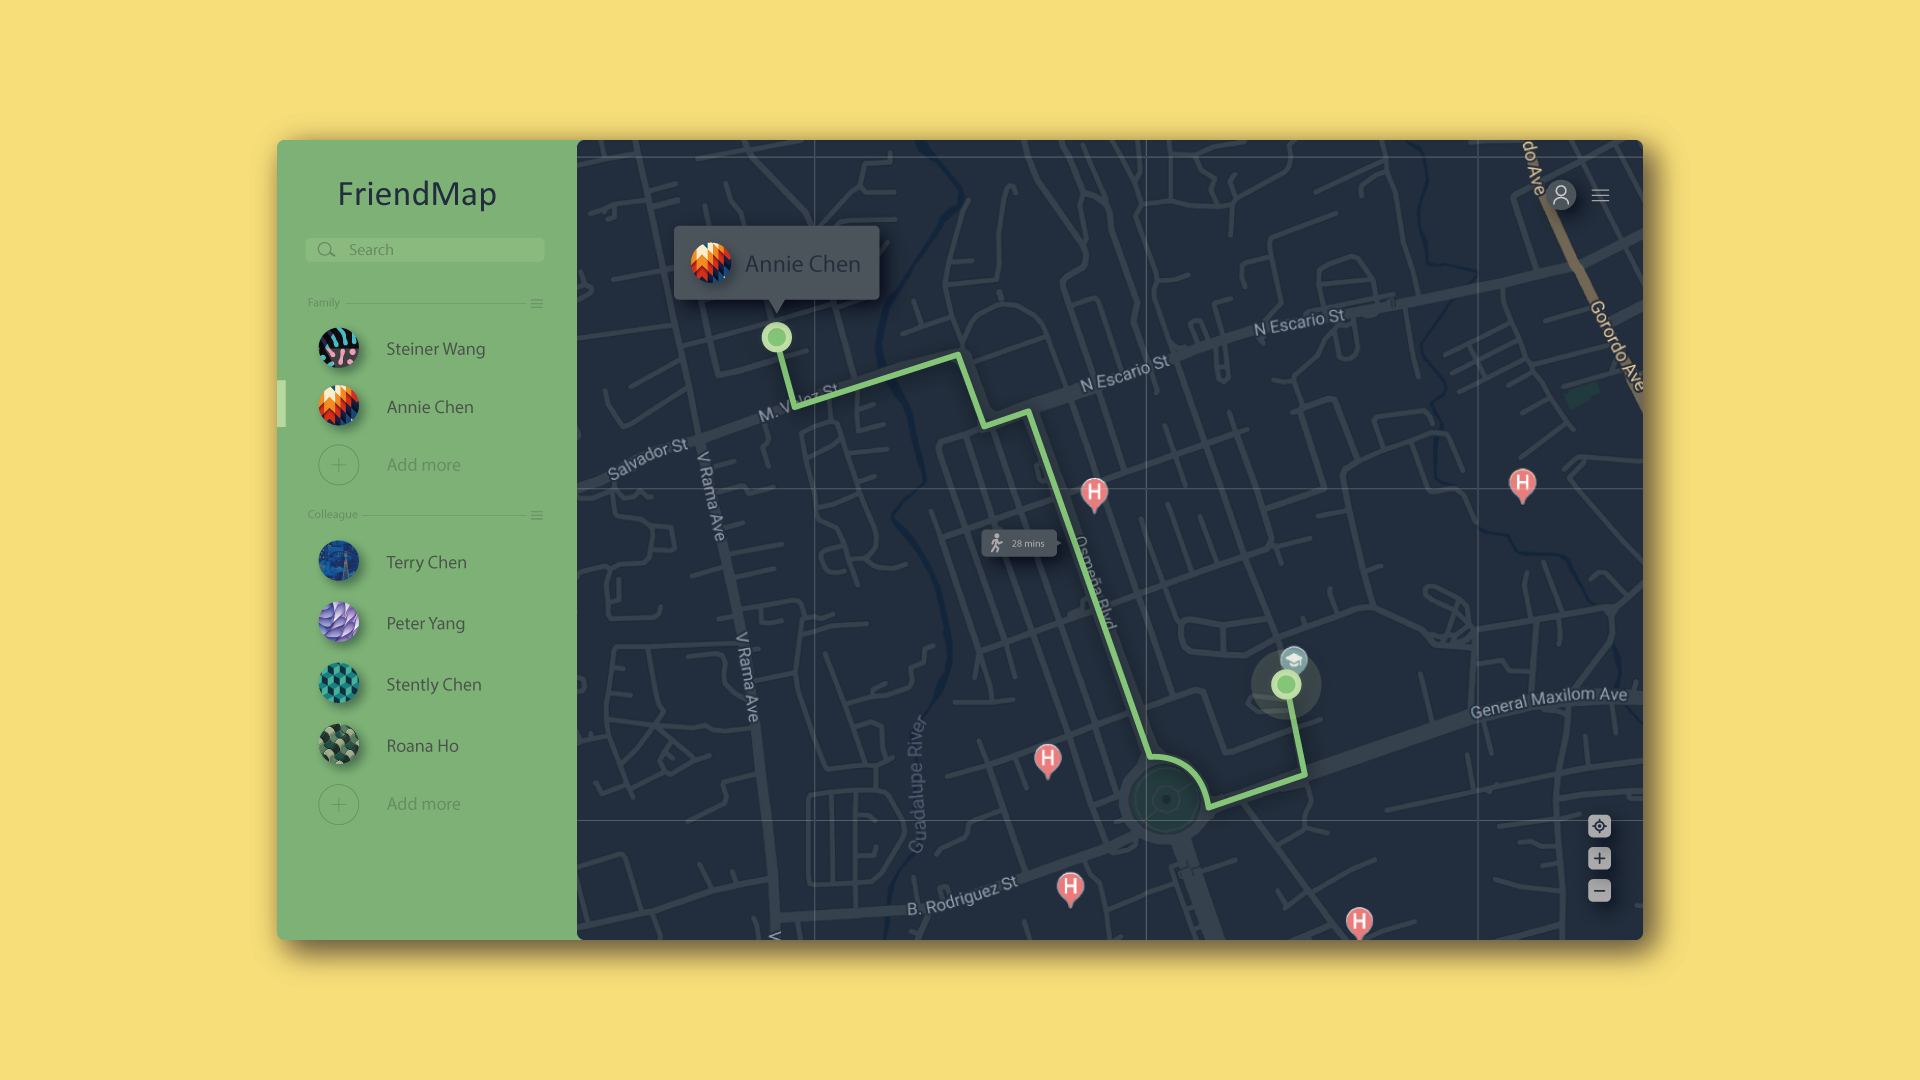 FriendMap
Search
Family
Steiner Wang
Annie Chen
Add more
Colleague
Terry Chen
Peter Yang
Stently Chen
Roana Ho
Add more
do Ave
Annie Chen
Gorordo Ave
N Escario St
N Escario St
M. Velez St
Salvador St
V Rama Ave
H
H
28 mins
Osmeña Blvd
V Rama Ave
General Maxilom Ave
Guadalupe River
H
H
B. Rodriguez St
H
V